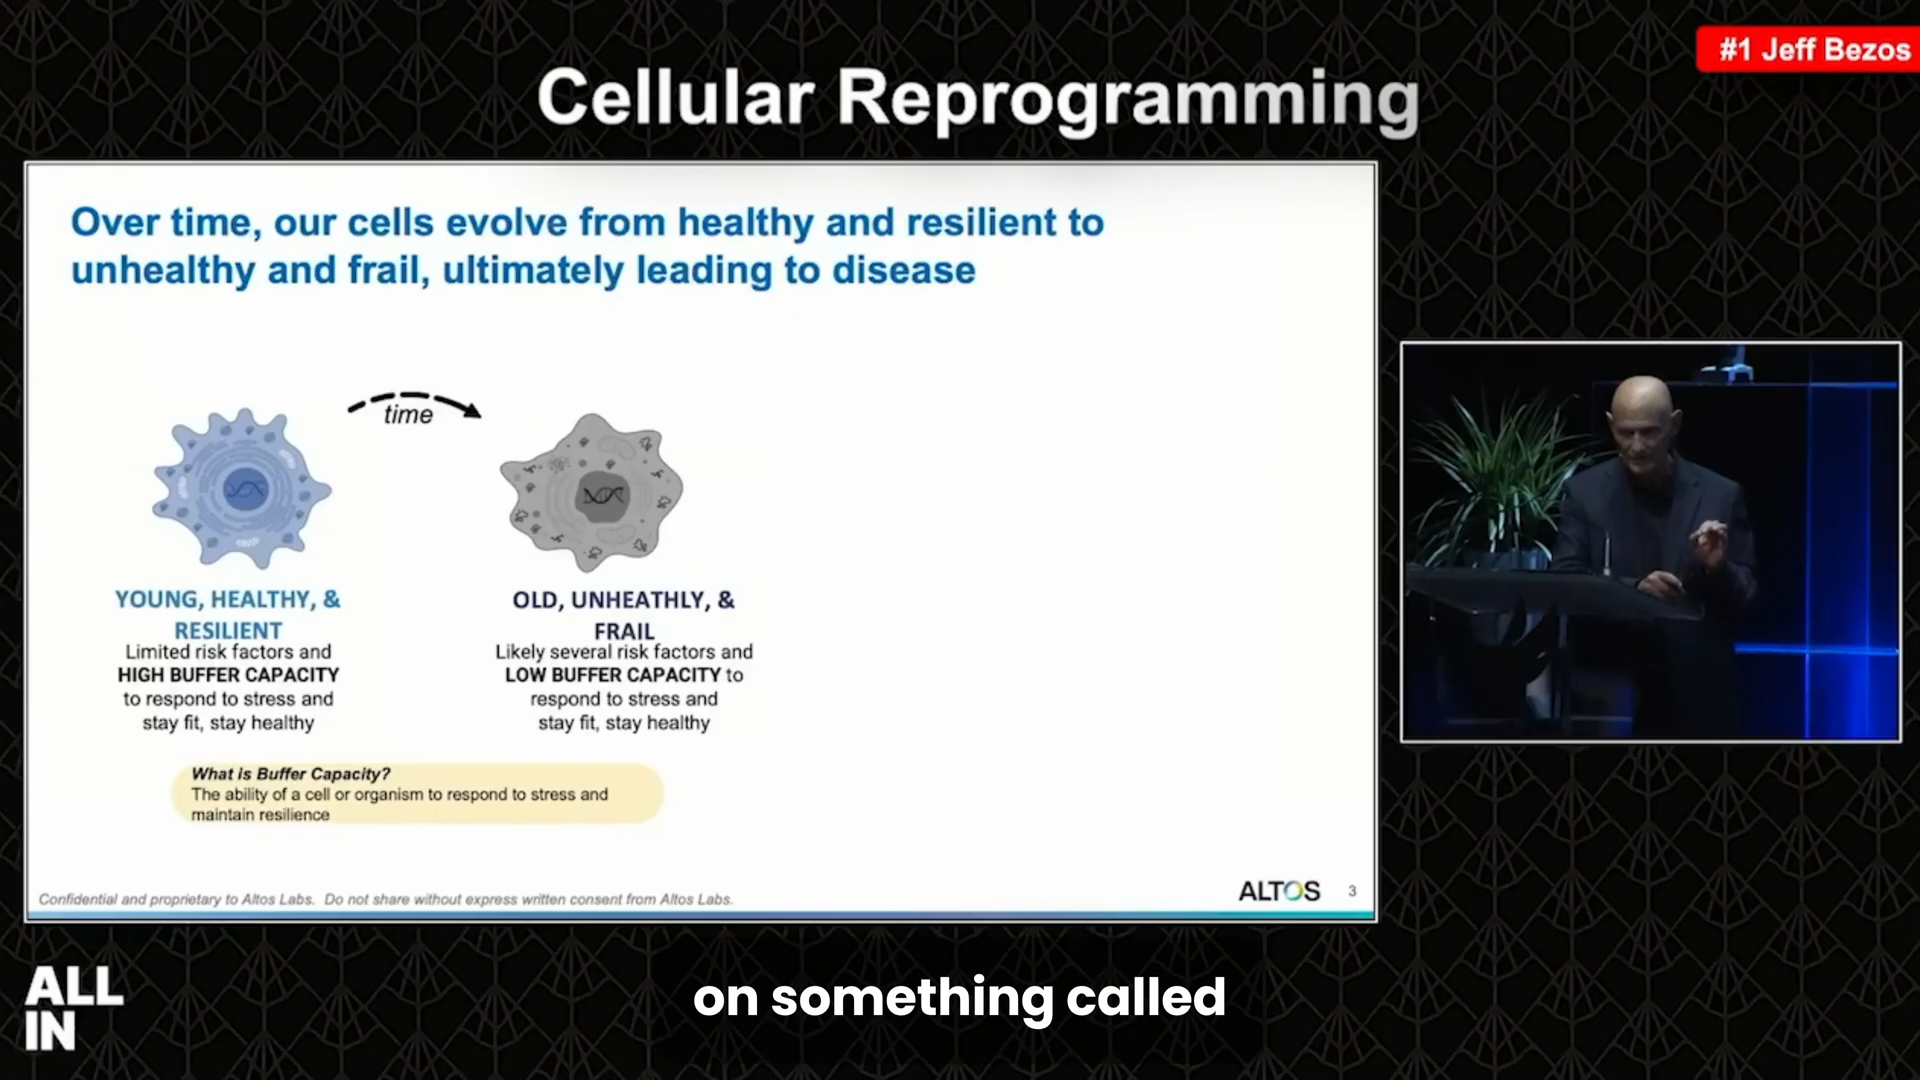 #1 Jeff Bezos
Cellular Reprogramming
Over time, our cells evolve from healthy and resilient to
unhealthy and frail, ultimately leading to disease
time
YOUNG, HEALTHY, &
RESILIENT
Limited risk factors and
HIGH BUFFER CAPACITY
to respond to stress and
stay fit, stay healthy
OLD, UNHEATHLY, &
FRAIL
Likely several risk factors and
LOW BUFFER CAPACITY to
respond to stress and
stay fit, stay healthy
What is Buffer Capacity?
The ability of a cell or organism to respond to stress and
maintain resilience
Confidential and proprietary to Altos Labs. Do not share without express written consent from Altos Labs.
ALTOS
3
ALL
IN
on something called